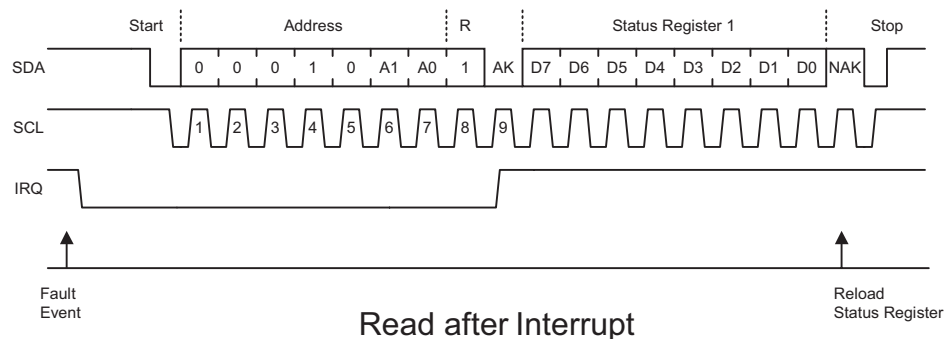 Start Address R Status Register 1 Stop
SDA 0 0 0 1 0 A1 A0 1 AK D7 D6 D5 D4 D3 D2 D1 D0 NAK
SCL 1 2 3 4 5 6 7 8 9
IRQ
Fault
Event
Reload
Status Register
Read after Interrupt